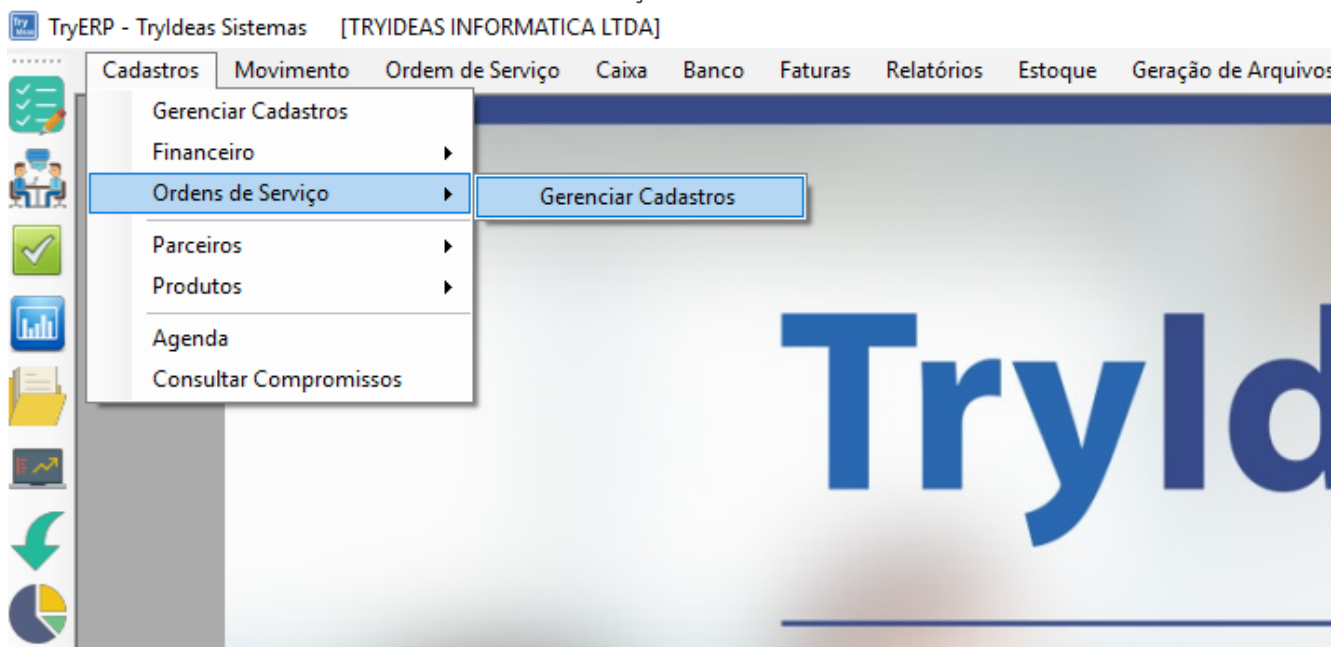 TryERP - TryIdeas Sistemas [TRYIDEAS INFORMATICA LTDA]
Cadastros Movimento Ordem de Serviço Caixa Banco Faturas Relatórios Estoque Geração de Arquivos
Gerenciar Cadastros
Financeiro
Ordens de Serviço
Gerenciar Cadastros
Parceiros
Produtos
Agenda
Consultar Compromissos
TryId